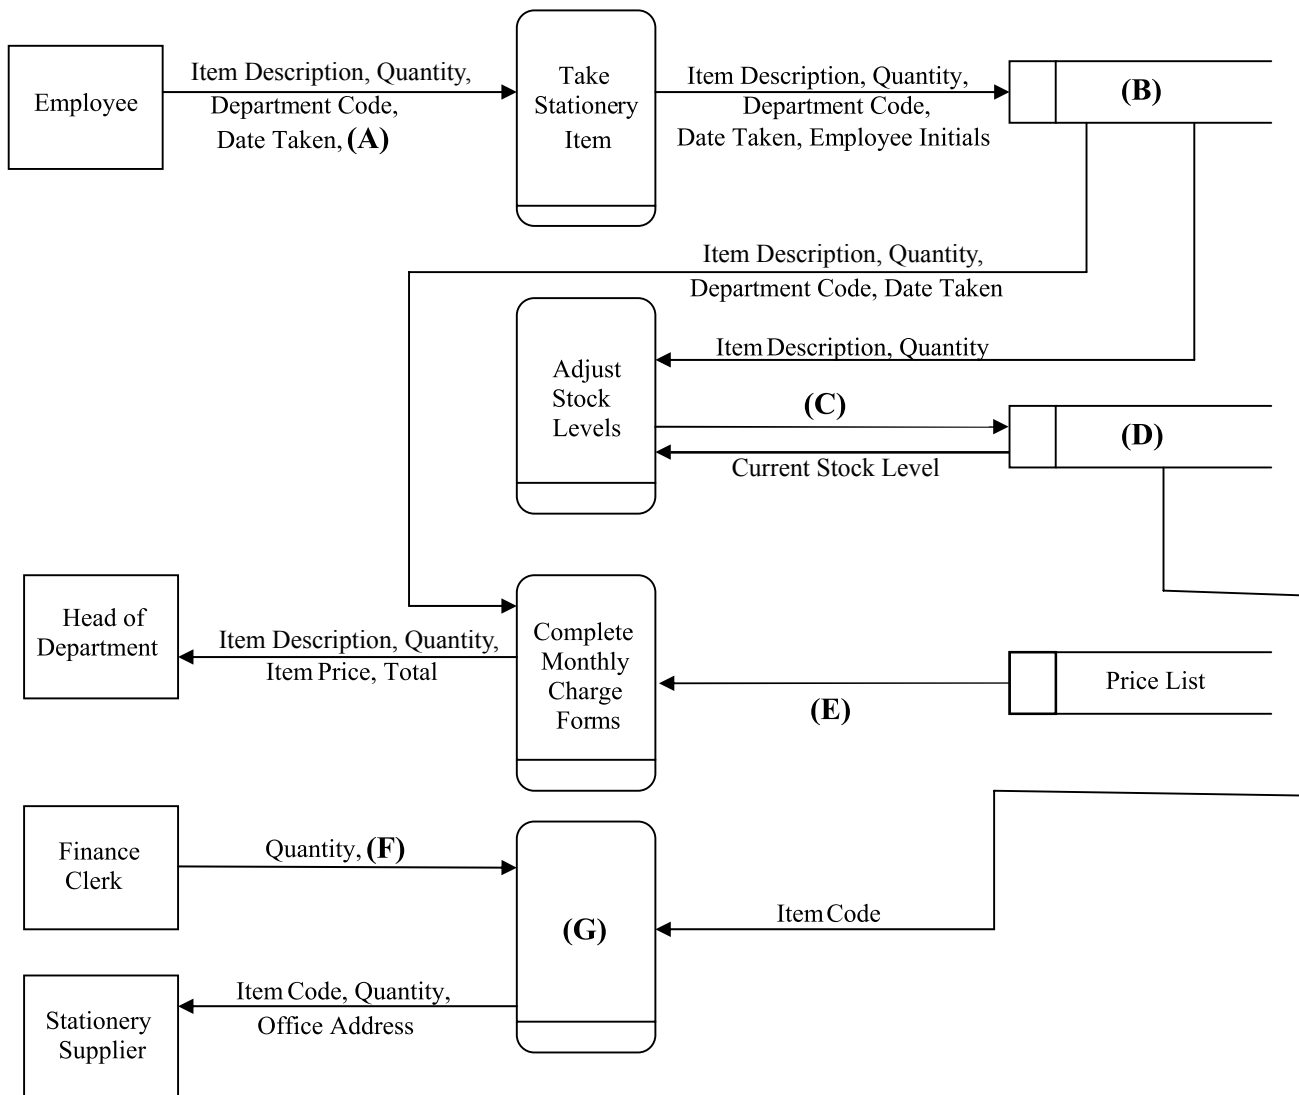 Employee
Item Description, Quantity,
Department Code,
Date Taken, (A)
Take
Stationery
Item
Item Description, Quantity,
Department Code,
Date Taken, Employee Initials
(B)
Item Description, Quantity,
Department Code, Date Taken
Item Description, Quantity
Adjust
Stock
Levels
(C)
Current Stock Level
(D)
Head of
Department
Item Description, Quantity,
Item Price, Total
Complete
Monthly
Charge
Forms
(E)
Price List
Finance
Clerk
Quantity, (F)
(G)
Item Code
Stationery
Supplier
Item Code, Quantity,
Office Address